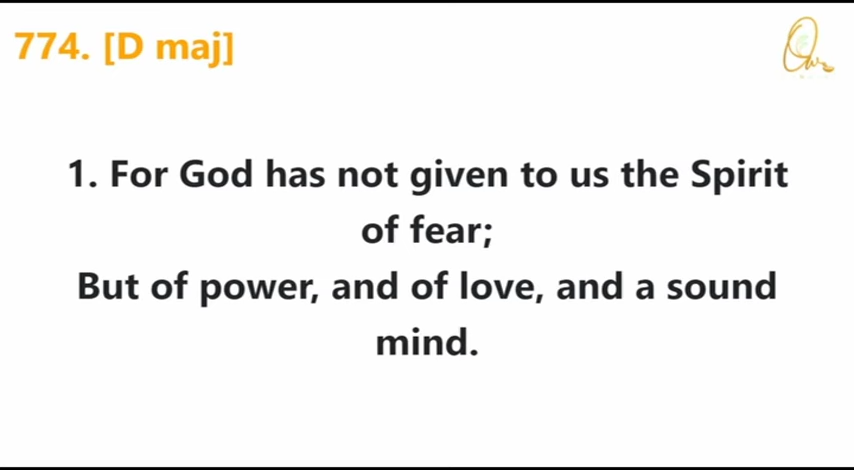 774. [D maj]
1. For God has not given to us the Spirit
of fear;
But of power, and of love, and a sound
mind.